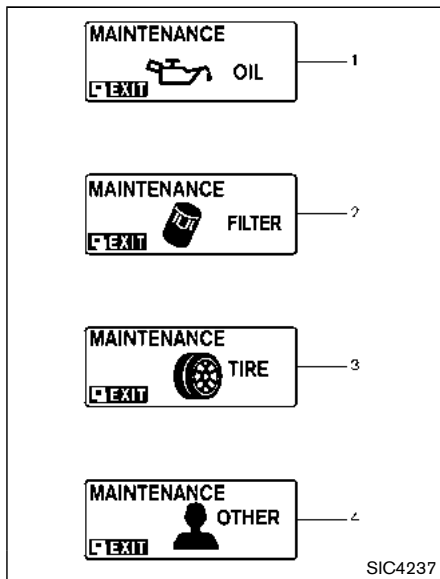 MAINTENANCE
OIL
EXIT
1
MAINTENANCE
FILTER
EXIT
2
MAINTENANCE
TIRE
EXIT
3
MAINTENANCE
OTHER
EXIT
4
SIC4237